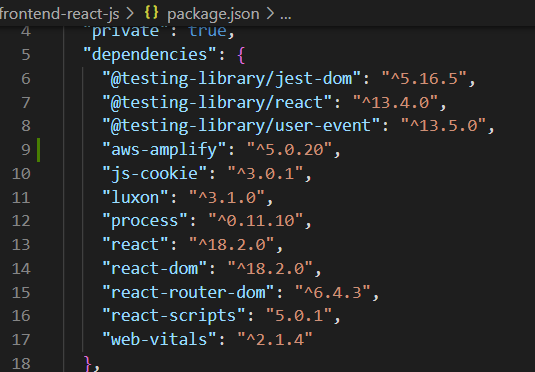 frontend-react-js > package.json > ...
4 "private": true,
5 "dependencies": {
6 "@testing-library/jest-dom": "^5.16.5",
7 "@testing-library/react": "^13.4.0",
8 "@testing-library/user-event": "^13.5.0",
9 "aws-amplify": "^5.0.20",
10 "js-cookie": "^3.0.1",
11 "luxon": "^3.1.0",
12 "process": "^0.11.10",
13 "react": "^18.2.0",
14 "react-dom": "^18.2.0",
15 "react-router-dom": "^6.4.3",
16 "react-scripts": "5.0.1",
17 "web-vitals": "^2.1.4"
18 },